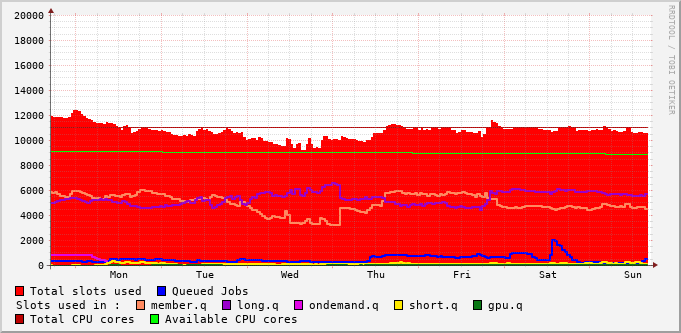 20000
18000
16000
14000
12000
10000
8000
6000
4000
2000
0
Mon Tue Wed Thu Fri Sat Sun
Total slots used Queued Jobs
Slots used in : member.q long.q ondemand.q short.q gpu.q
Total CPU cores Available CPU cores
RRDTOOL / TOBI OETIKER